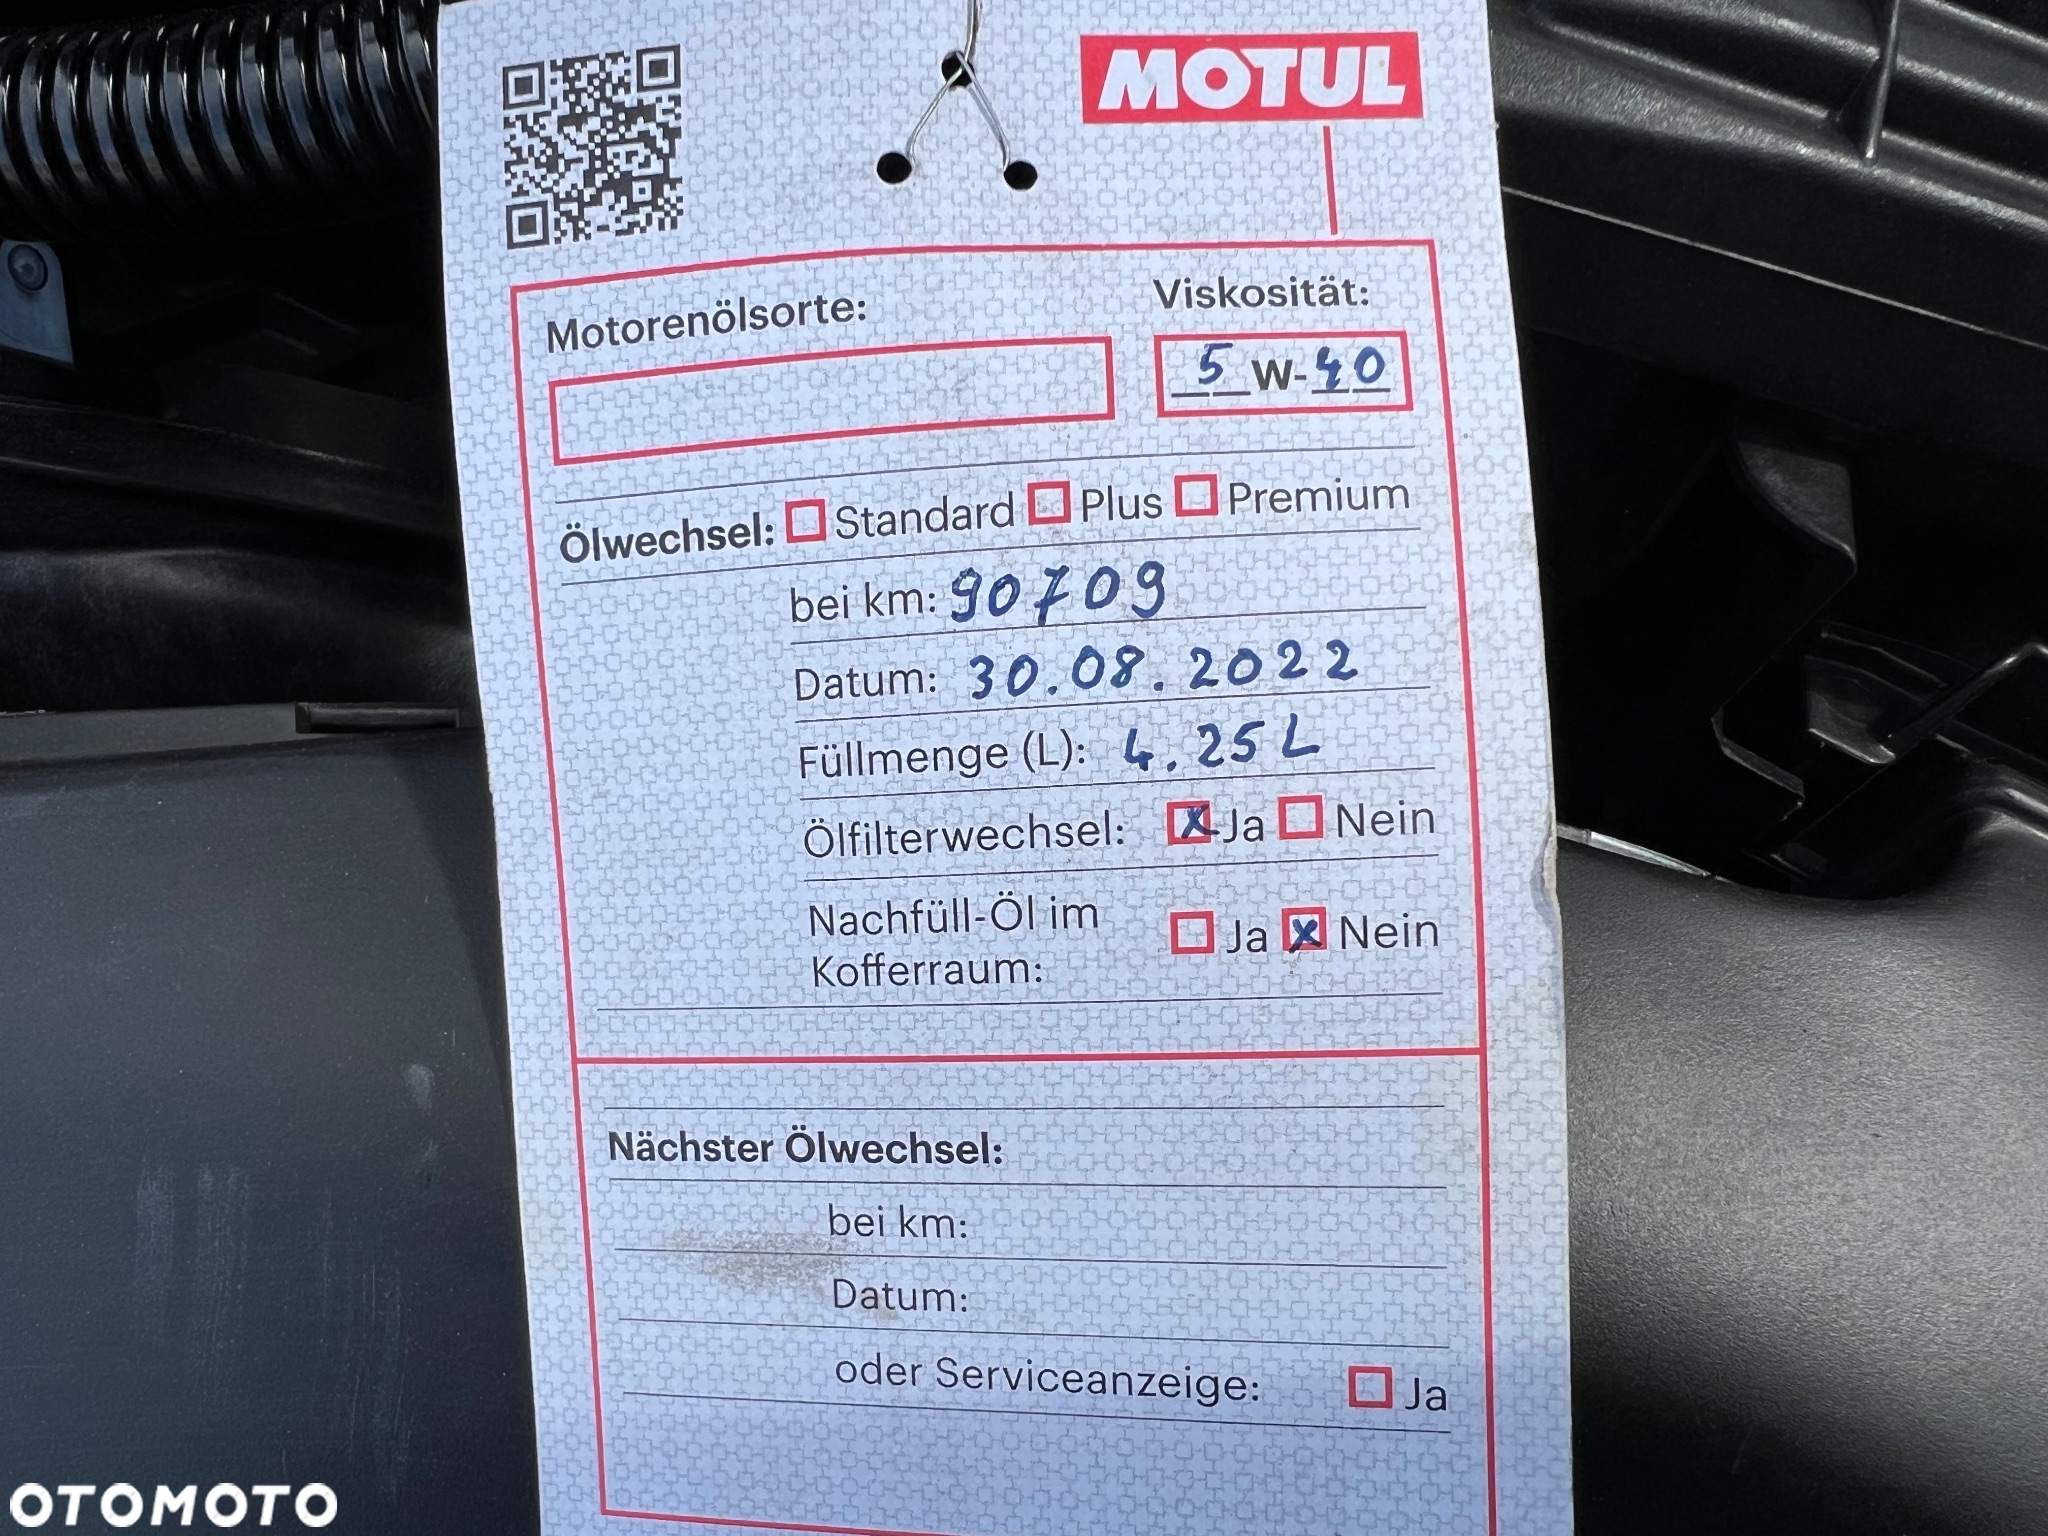 MOTUL
Motorenölsorte: Viskosität:
5 W-40
Ölwechsel: Standard Plus Premium
bei km: 90709
Datum: 30.08.2022
Füllmenge (L): 4.25 L
Ölfilterwechsel: x Ja Nein
Nachfüll-Öl im
Kofferraum: Ja x Nein
Nächster Ölwechsel:
bei km:
Datum:
oder Serviceanzeige: Ja
OTOMOTO